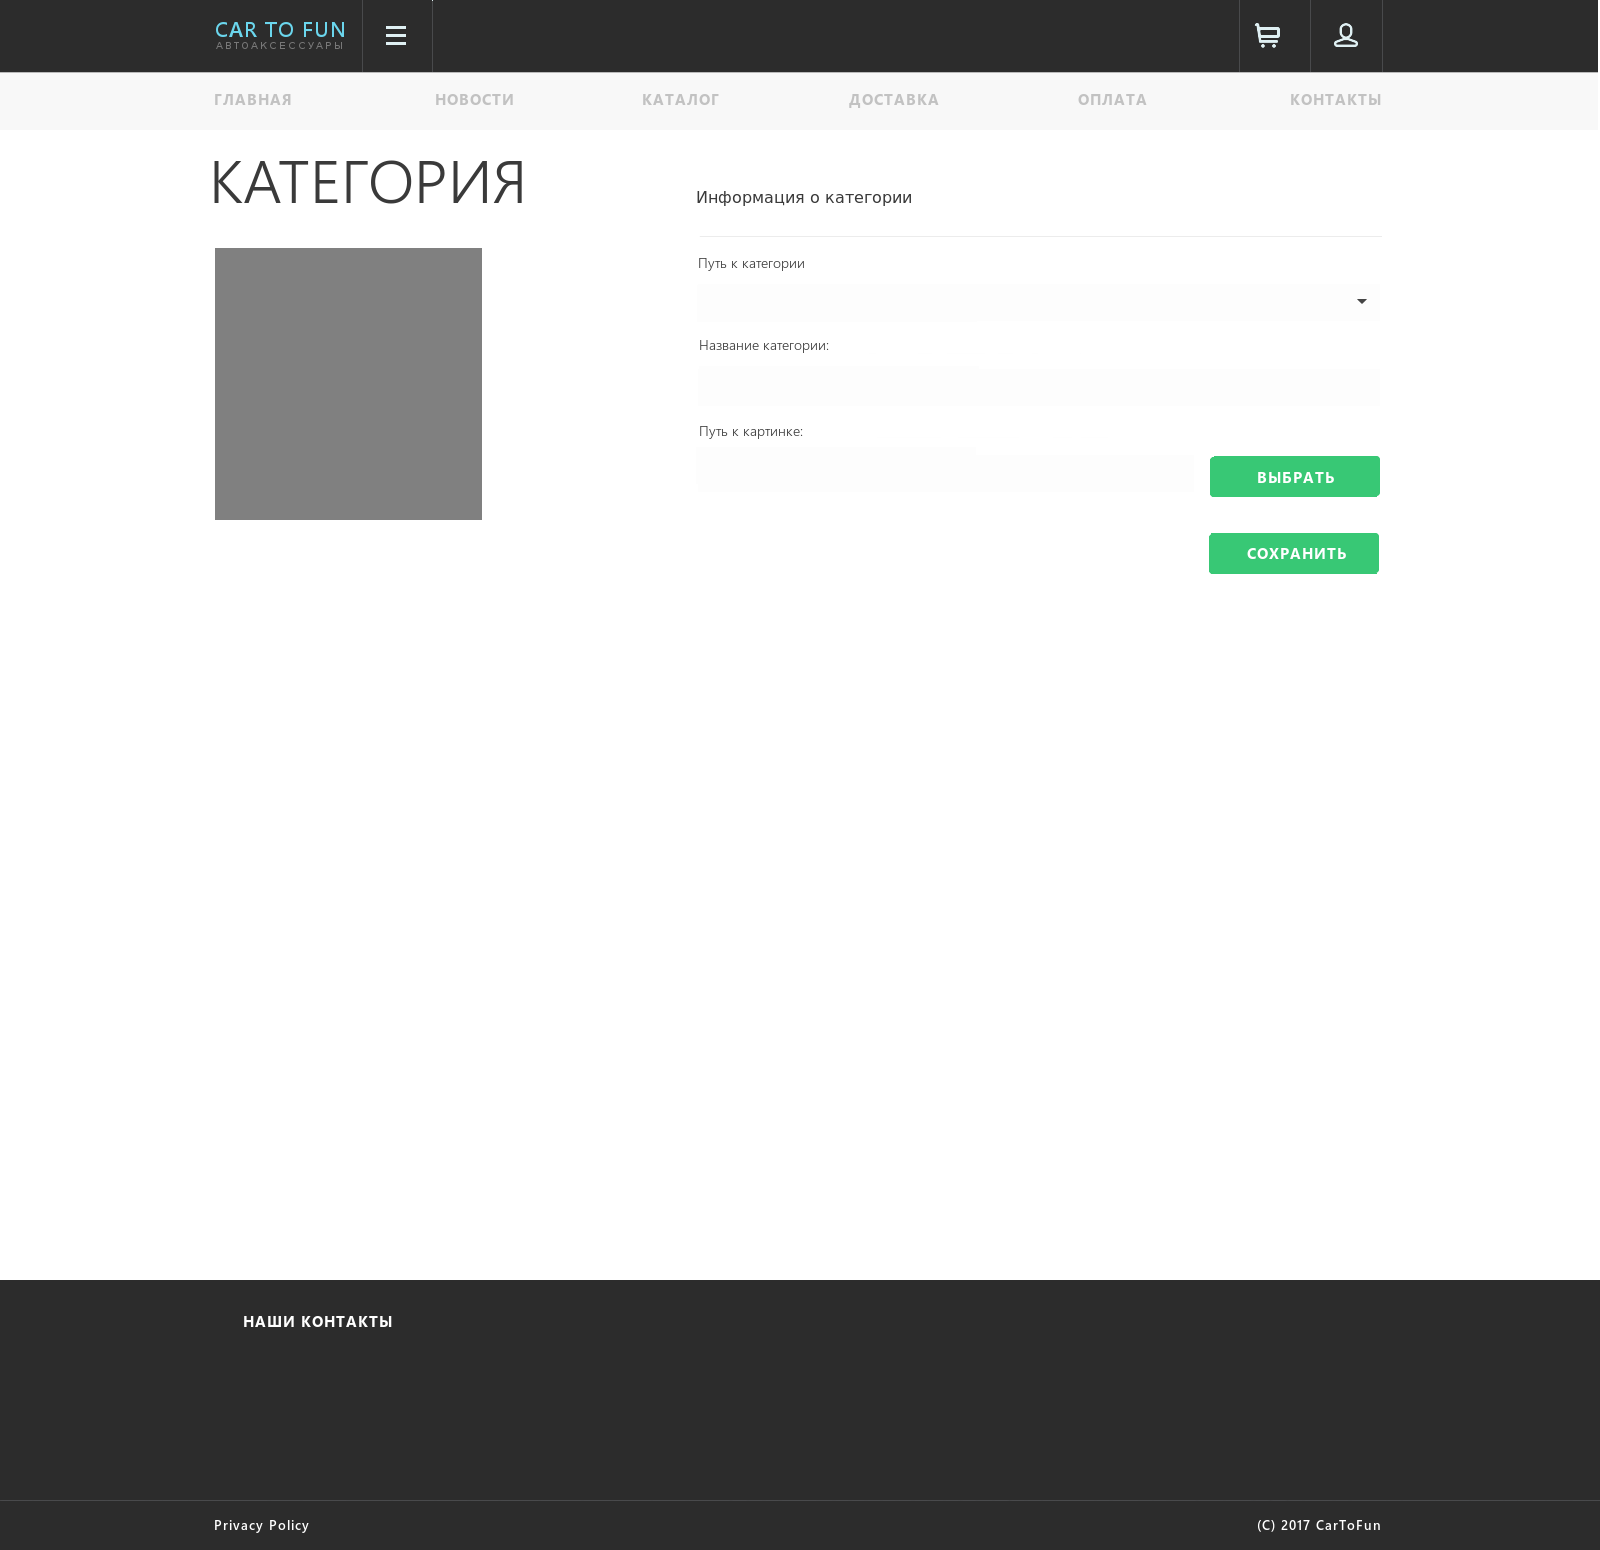 CAR TO FUN
АВТОАКСЕССУАРЫ
ГЛАВНАЯ НОВОСТИ КАТАЛОГ ДОСТАВКА ОПЛАТА КОНТАКТЫ
КАТЕГОРИЯ
Информация о категории
Путь к категории
Название категории:
Путь к картинке:
ВЫБРАТЬ
СОХРАНИТЬ
НАШИ КОНТАКТЫ
Privacy Policy
(C) 2017 CarToFun